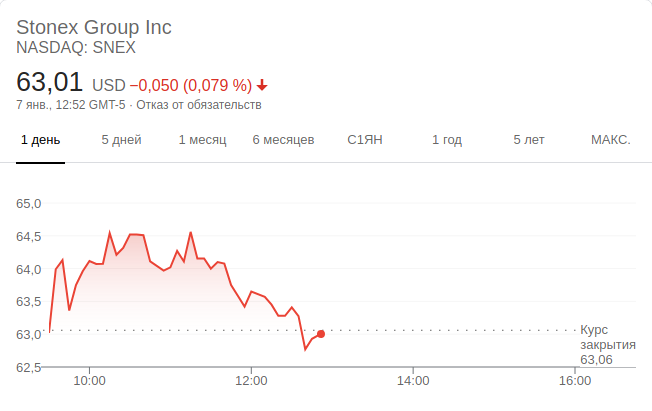 Stonex Group Inc
NASDAQ: SNEX
63,01 USD −0,050 (0,079 %)
7 янв., 12:52 GMT-5 · Отказ от обязательств
1 день 5 дней 1 месяц 6 месяцев С1ЯН 1 год 5 лет МАКС.
65,0
64,5
64,0
63,5
63,0
62,5
Курс
закрытия
63,06
10:00 12:00 14:00 16:00